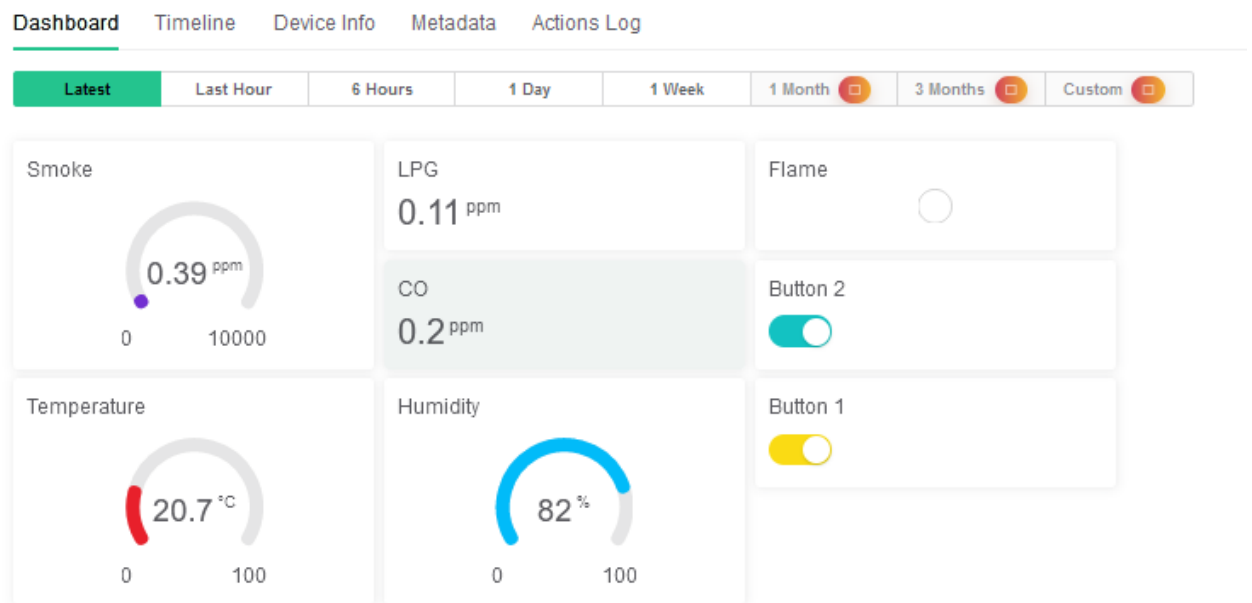 Dashboard Timeline Device Info Metadata Actions Log
Latest Last Hour 6 Hours 1 Day 1 Week 1 Month 3 Months Custom
Smoke
0.39 ppm
0 10000
LPG
0.11 ppm
Flame
CO
0.2 ppm
Button 2
Temperature
20.7 °C
0 100
Humidity
82 %
0 100
Button 1